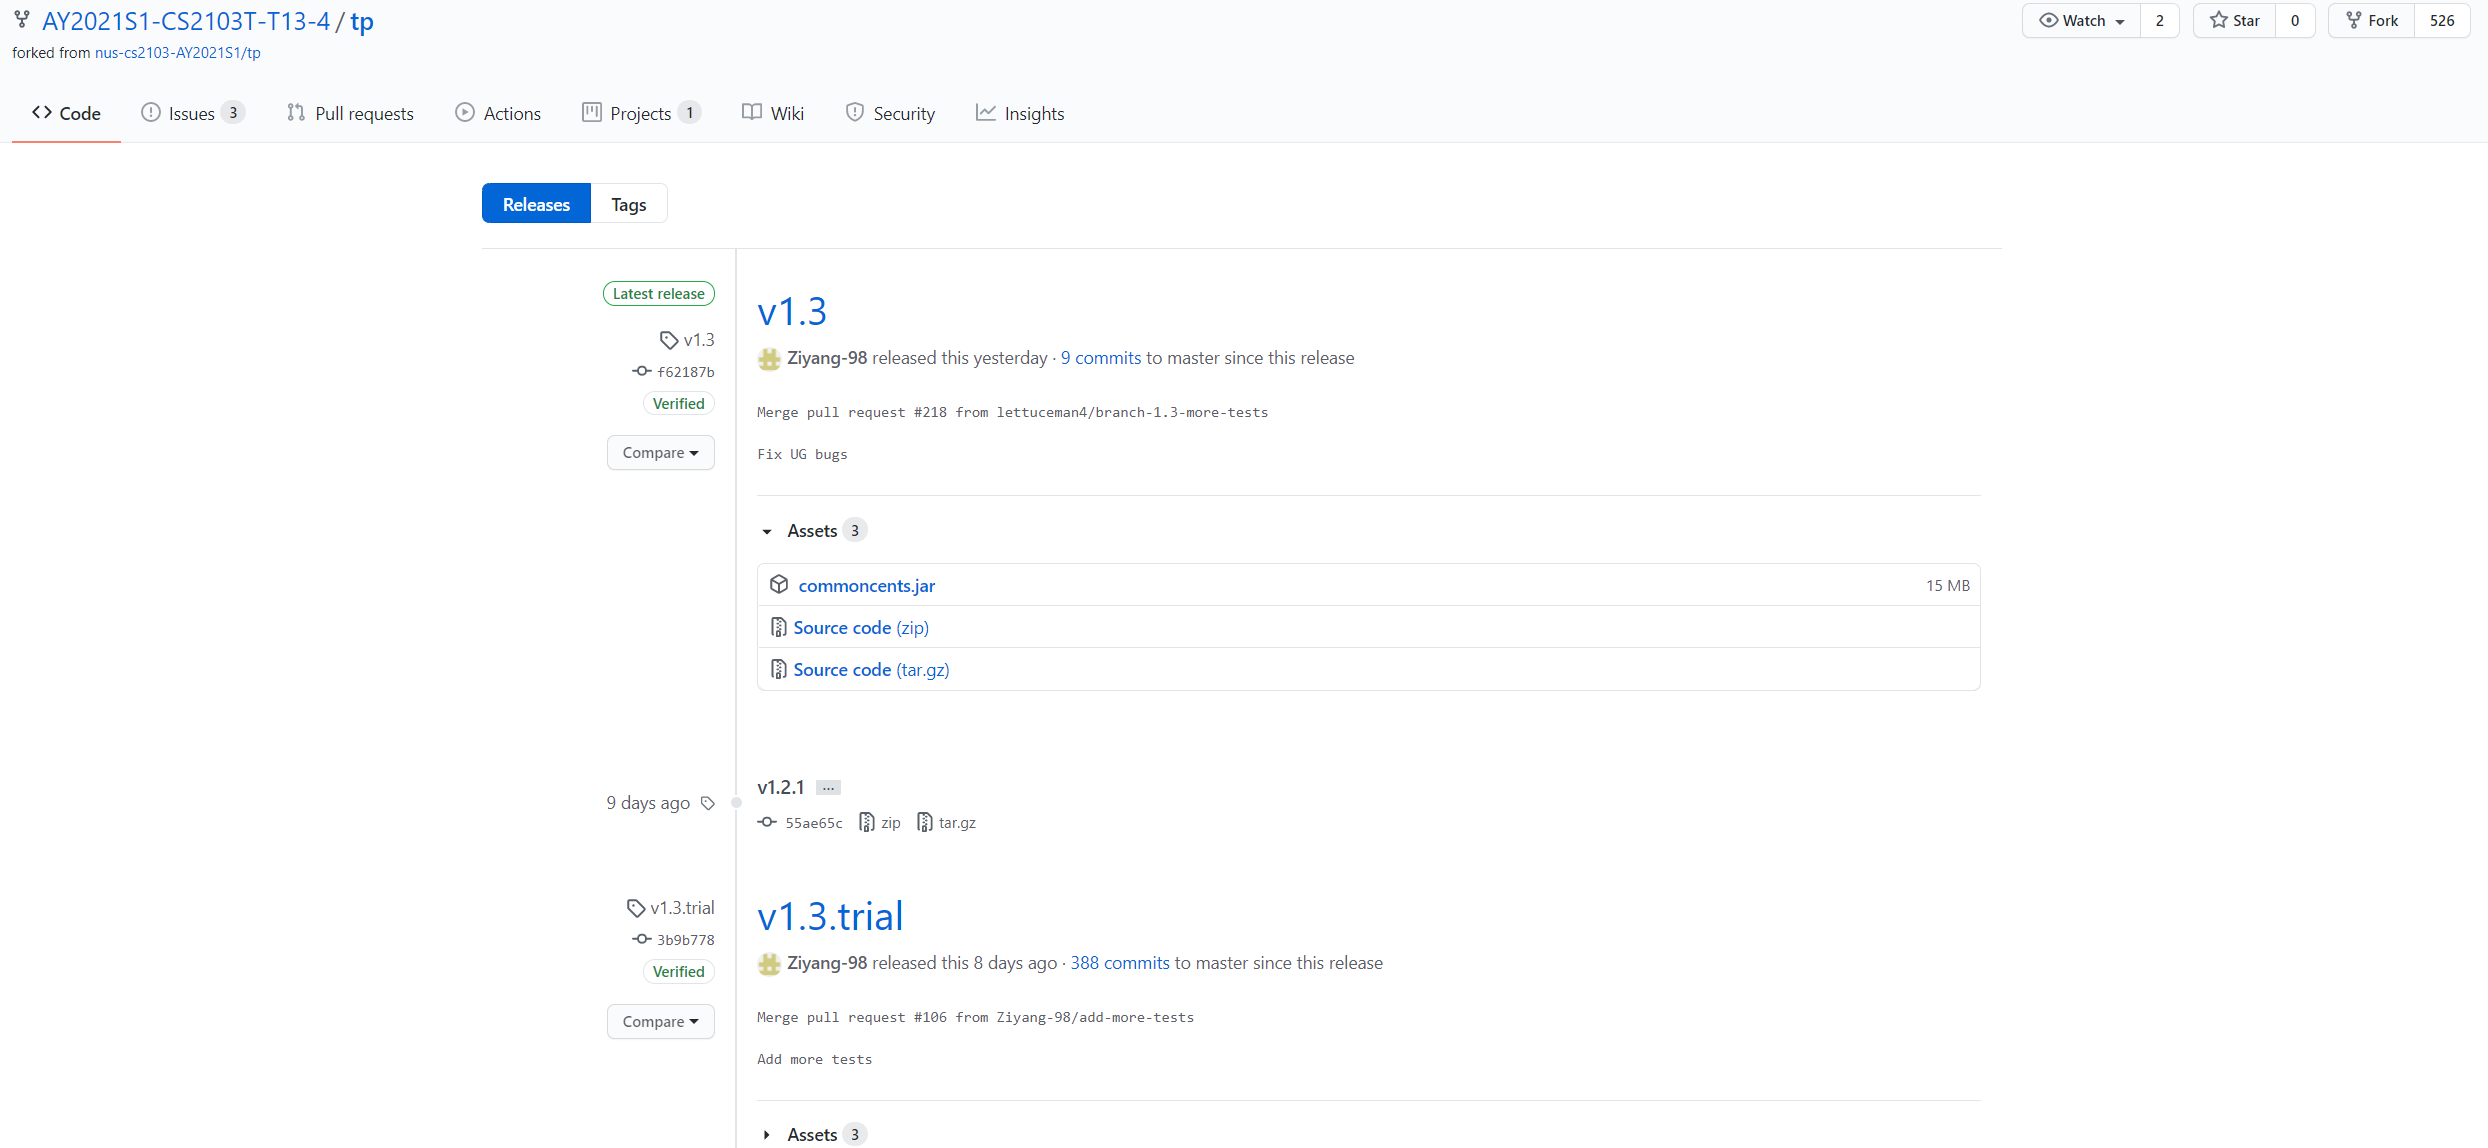 AY2021S1-CS2103T-T13-4 / tp
Watch 2 Star 0 Fork 526
forked from nus-cs2103-AY2021S1/tp
Code Issues 3 Pull requests Actions Projects 1 Wiki Security Insights
Releases Tags
Latest release
v1.3
f62187b
Verified
Compare
v1.3
Ziyang-98 released this yesterday · 9 commits to master since this release
Merge pull request #218 from lettuceman4/branch-1.3-more-tests
Fix UG bugs
Assets 3
commoncents.jar 15 MB
Source code (zip)
Source code (tar.gz)
9 days ago
v1.2.1 ...
55ae65c zip tar.gz
v1.3.trial
3b9b778
Verified
Compare
v1.3.trial
Ziyang-98 released this 8 days ago · 388 commits to master since this release
Merge pull request #106 from Ziyang-98/add-more-tests
Add more tests
Assets 3